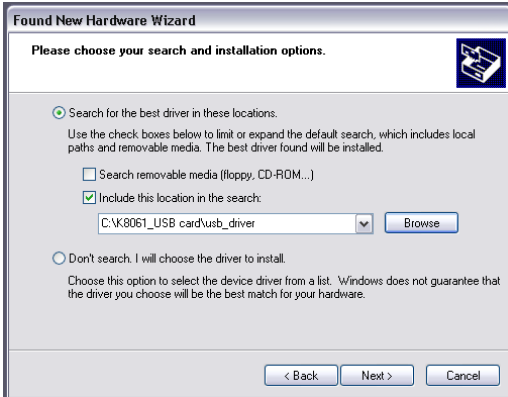 Found New Hardware Wizard
Please choose your search and installation options.
Search for the best driver in these locations.
Use the check boxes below to limit or expand the default search, which includes local
paths and removable media. The best driver found will be installed.
Search removable media (floppy, CD-ROM...)
Include this location in the search:
C:\K8061_USB card\usb_driver
Browse
Don't search. I will choose the driver to install.
Choose this option to select the device driver from a list. Windows does not guarantee that
the driver you choose will be the best match for your hardware.
< Back Next > Cancel